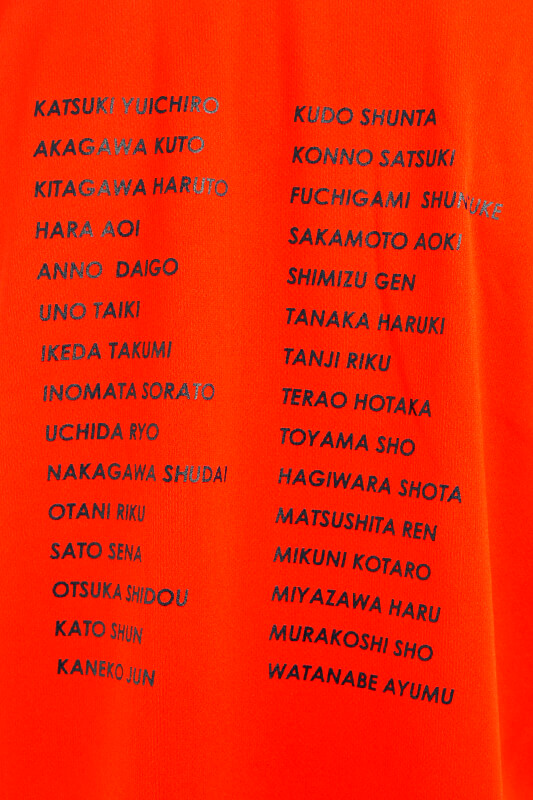 KATSUKI YUICHIRO
AKAGAWA KUTO
KITAGAWA HARUTO
HARA AOI
ANNO DAIGO
UNO TAIKI
IKEDA TAKUMI
INOMATA SORATO
UCHIDA RYO
NAKAGAWA SHUDAI
OTANI RIKU
SATO SENA
OTSUKA SHIDOU
KATO SHUN
KANEKO JUN
KUDO SHUNTA
KONNO SATSUKI
FUCHIGAMI SHUNUKE
SAKAMOTO AOKI
SHIMIZU GEN
TANAKA HARUKI
TANJI RIKU
TERAO HOTAKA
TOYAMA SHO
HAGIWARA SHOTA
MATSUSHITA REN
MIKUNI KOTARO
MIYAZAWA HARU
MURAKOSHI SHO
WATANABE AYUMU